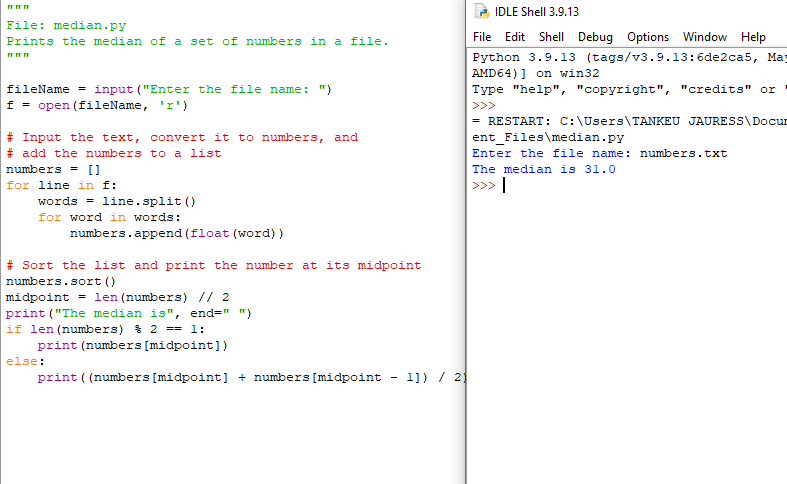 """
File: median.py
Prints the median of a set of numbers in a file.
"""
fileName = input("Enter the file name: ")
f = open(fileName, 'r')
# Input the text, convert it to numbers, and
# add the numbers to a list
numbers = []
for line in f:
    words = line.split()
    for word in words:
        numbers.append(float(word))
# Sort the list and print the number at its midpoint
numbers.sort()
midpoint = len(numbers) // 2
print("The median is", end=" ")
if len(numbers) % 2 == 1:
    print(numbers[midpoint])
else:
    print((numbers[midpoint] + numbers[midpoint - 1]) / 2)
IDLE Shell 3.9.13
File Edit Shell Debug Options Window Help
Python 3.9.13 (tags/v3.9.13:6de2ca5, May
AMD64)] on win32
Type "help", "copyright", "credits" or "
>>>
= RESTART: C:\Users\TANKEU JAURESS\Docum
ent_Files\median.py
Enter the file name: numbers.txt
The median is 31.0
>>>